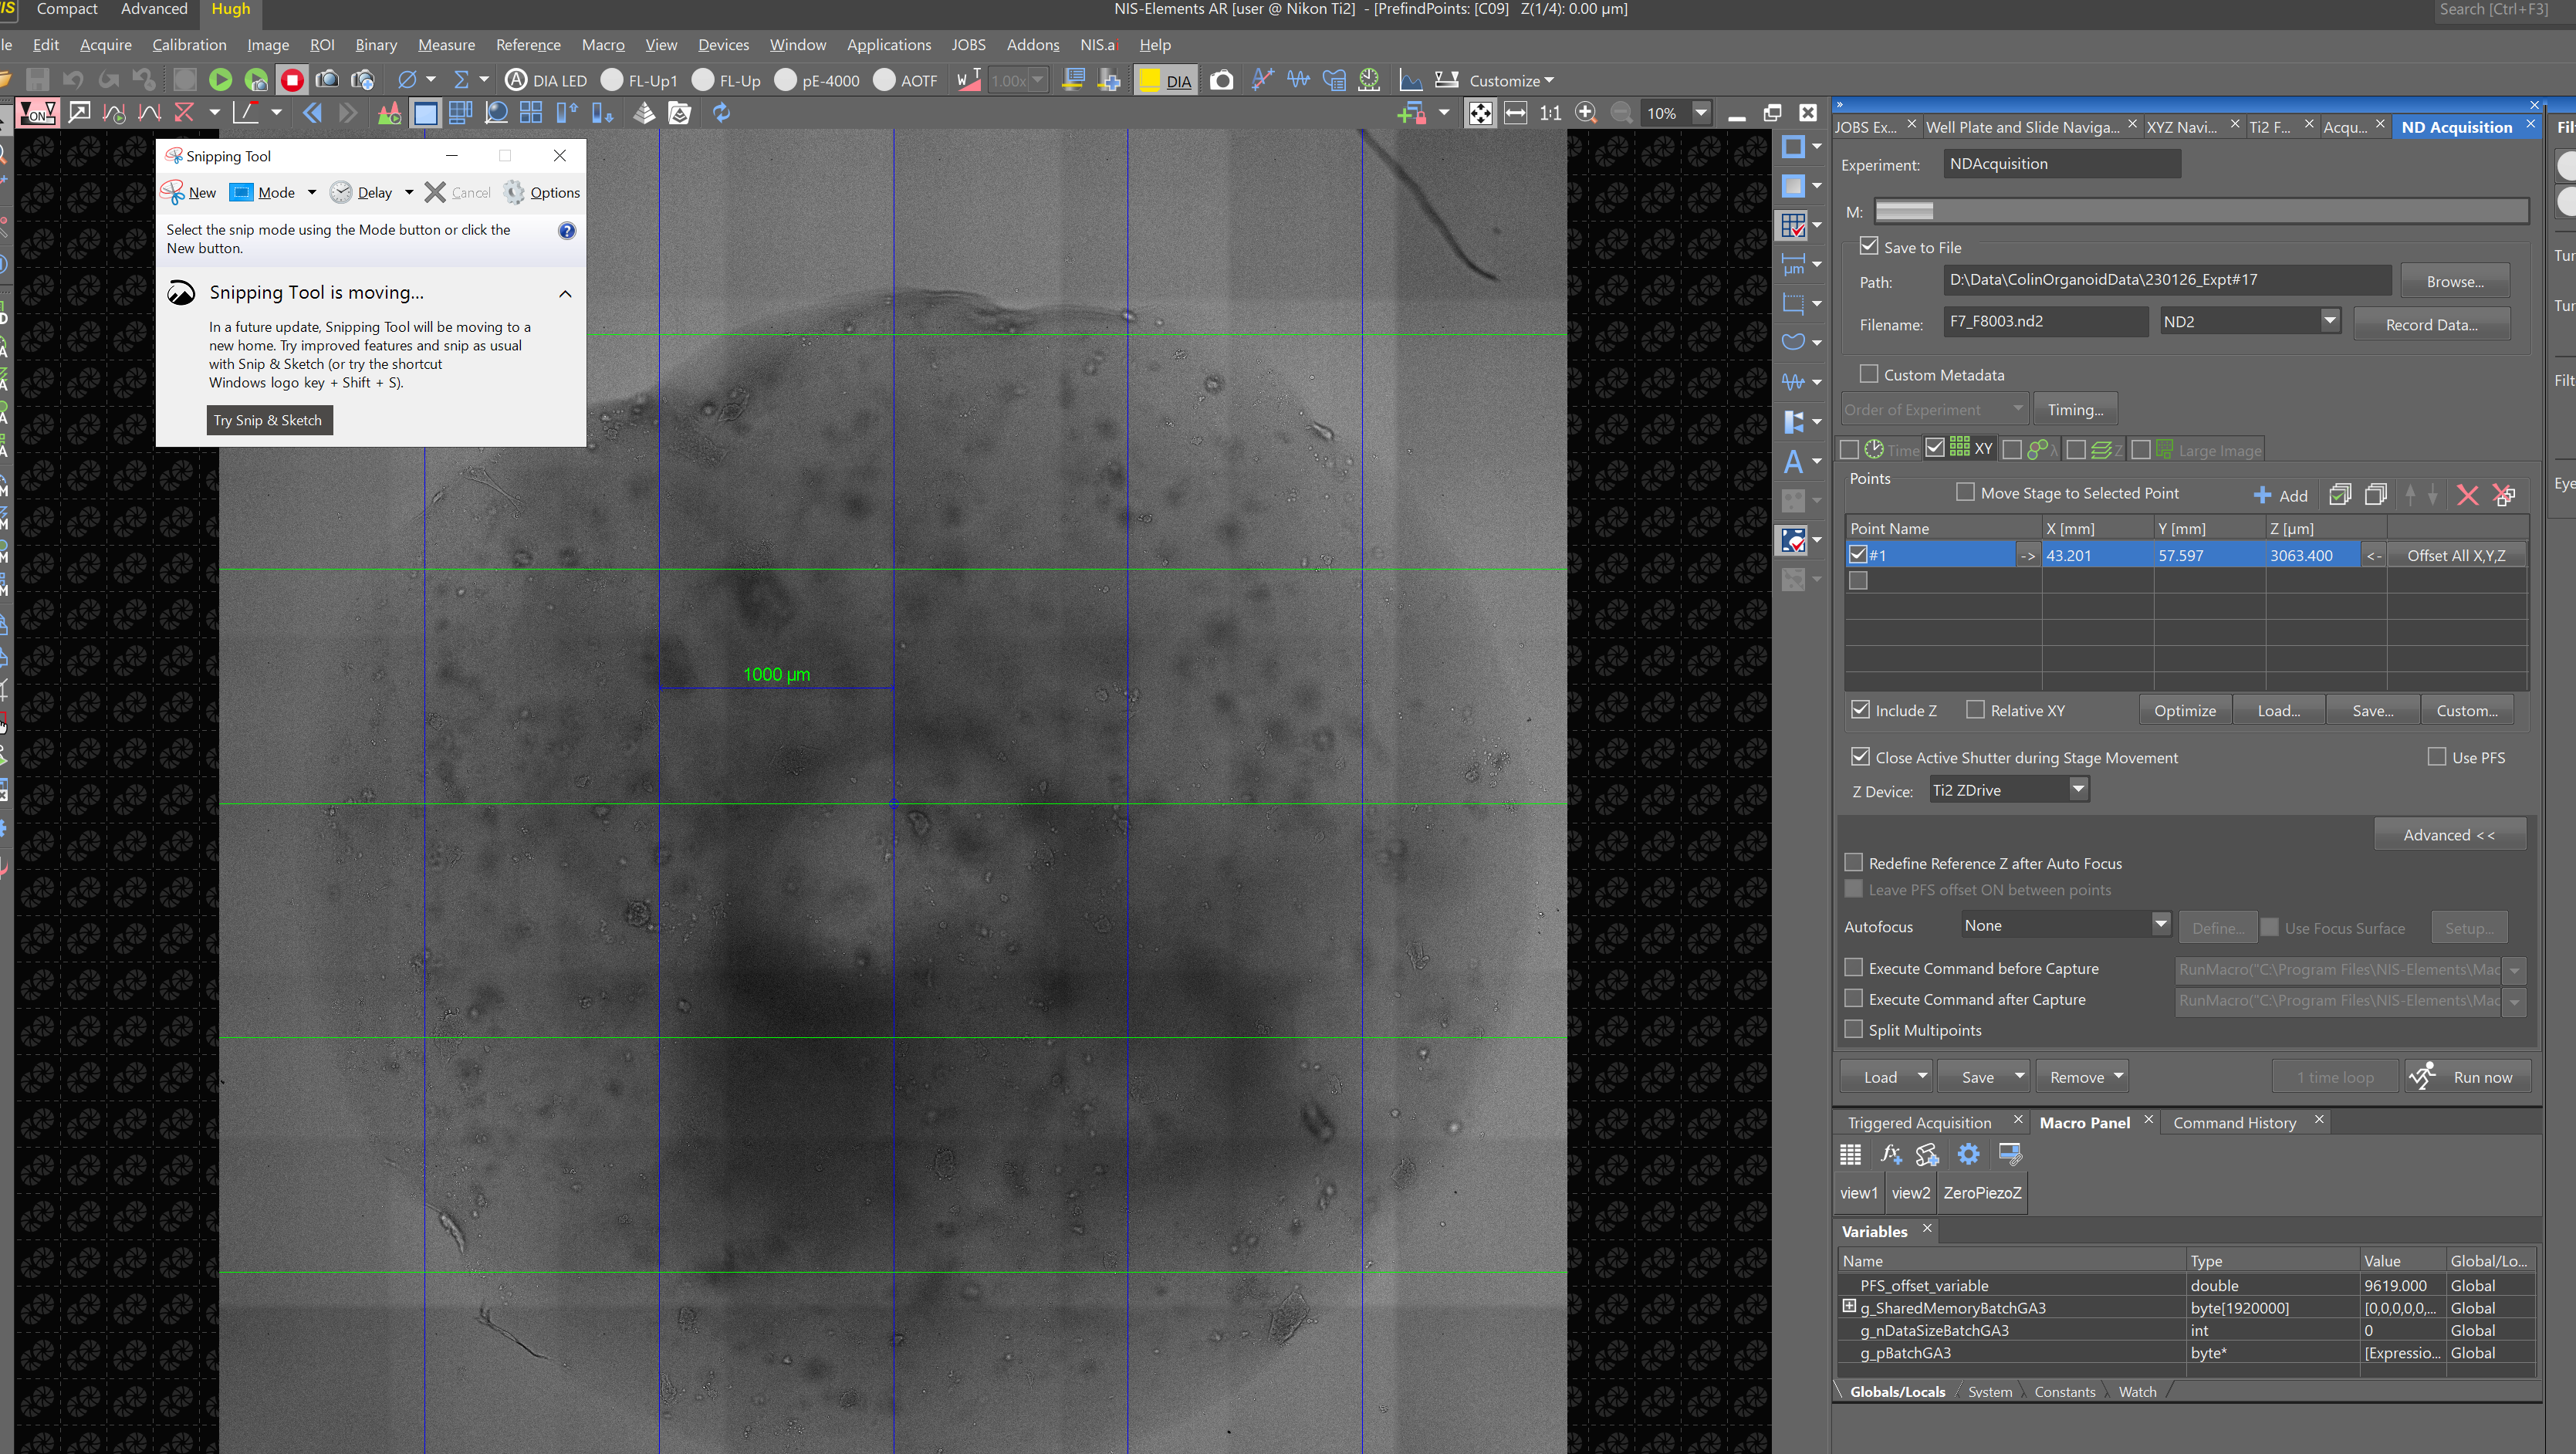 NIS
Compact Advanced Hugh NIS-Elements AR [user @ Nikon Ti2] - [PrefindPoints: [C09] Z(1/4): 0.00 µm] Search [Ctrl+F3]
le Edit Acquire Calibration Image ROI Binary Measure Reference Macro View Devices Window Applications JOBS Addons NIS.ai Help
DIA LED FL-Up1 FL-Up pE-4000 AOTF W T 1.00x DIA Customize
ON 1:1 10%
JOBS Ex... Well Plate and Slide Naviga... XYZ Navi... Ti2 F... Acqu... ND Acquisition Filt
Snipping Tool
New Mode Delay Cancel Options
Select the snip mode using the Mode button or click the
New button.
Snipping Tool is moving...
In a future update, Snipping Tool will be moving to a
new home. Try improved features and snip as usual
with Snip & Sketch (or try the shortcut
Windows logo key + Shift + S).
Try Snip & Sketch
1000 µm
Experiment: NDAcquisition
M:
Save to File
Path: D:\Data\ColinOrganoidData\230126_Expt#17 Browse...
Filename: F7_F8003.nd2 ND2 Record Data...
Custom Metadata
Order of Experiment Timing...
Time XY λ Z Large Image
Points
Move Stage to Selected Point Add
Point Name X [mm] Y [mm] Z [µm]
#1 -> 43.201 57.597 3063.400 <- Offset All X,Y,Z
Include Z Relative XY Optimize Load... Save... Custom...
Close Active Shutter during Stage Movement Use PFS
Z Device: Ti2 ZDrive
Advanced <<
Redefine Reference Z after Auto Focus
Leave PFS offset ON between points
Autofocus None Define... Use Focus Surface Setup...
Execute Command before Capture RunMacro("C:\Program Files\NIS-Elements\Mac
Execute Command after Capture RunMacro("C:\Program Files\NIS-Elements\Mac
Split Multipoints
Load Save Remove 1 time loop Run now
Triggered Acquisition Macro Panel Command History
view1 view2 ZeroPiezoZ
Variables
Name Type Value Global/Lo...
PFS_offset_variable double 9619.000 Global
g_SharedMemoryBatchGA3 byte[1920000] [0,0,0,0,0,... Global
g_nDataSizeBatchGA3 int 0 Global
g_pBatchGA3 byte* [Expressio... Global
Globals/Locals System Constants Watch
Tur
Tur
Filt
Eye